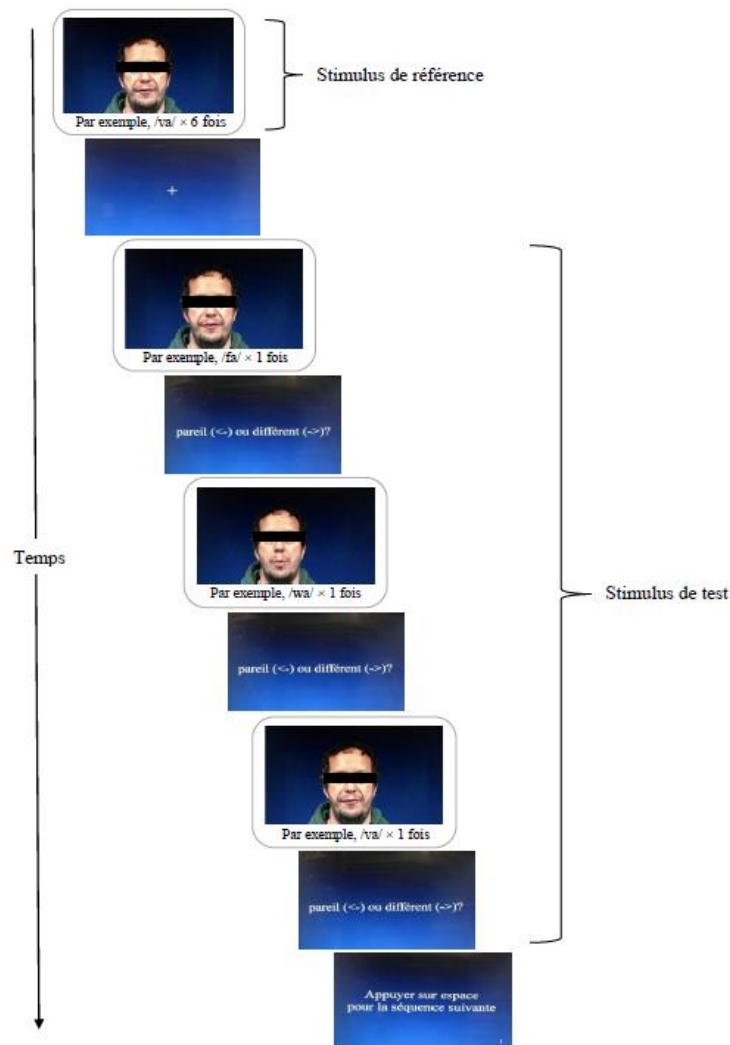 Stimulus de référence
Par exemple, /va/ × 6 fois
+
Par exemple, /fa/ × 1 fois
pareil (<-) ou différent (->)?
Temps
Par exemple, /wa/ × 1 fois
Stimulus de test
pareil (<-) ou différent (->)?
Par exemple, /va/ × 1 fois
pareil (<-) ou différent (->)?
Appuyer sur espace
pour la séquence suivante